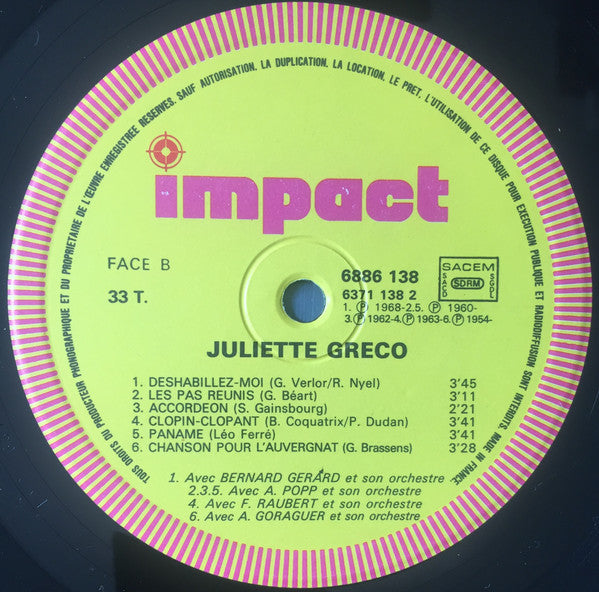 TOUS DROITS DU PRODUCTEUR PHONOGRAPHIQUE ET DU PROPRIETAIRE DE L'ŒUVRE ENREGISTREE RESERVES. SAUF AUTORISATION, LA DUPLICATION, LA LOCATION, LE PRET, L'UTILISATION DE CE DISQUE POUR EXECUTION PUBLIQUE ET RADIODIFFUSION SONT INTERDITS. MADE IN FRANCE
impact
FACE B
33 T.
6886 138
6371 138 2
1. Ⓟ 1968-2.5. Ⓟ 1960-
3.Ⓟ1962-4.Ⓟ1963-6.Ⓟ1954-
SACEM
SACD SDRM SGDL
JULIETTE GRECO
1. DESHABILLEZ-MOI (G. Verlor/R. Nyel) 3'45
2. LES PAS REUNIS (G. Béart) 3'11
3. ACCORDEON (S. Gainsbourg) 2'21
4. CLOPIN-CLOPANT (B. Coquatrix/P. Dudan) 3'41
5. PANAME (Léo Ferré) 3'41
6. CHANSON POUR L'AUVERGNAT (G. Brassens) 3'28
1. Avec BERNARD GERARD et son orchestre
2.3.5. Avec A. POPP et son orchestre
4. Avec F. RAUBERT et son orchestre
6. Avec A. GORAGUER et son orchestre